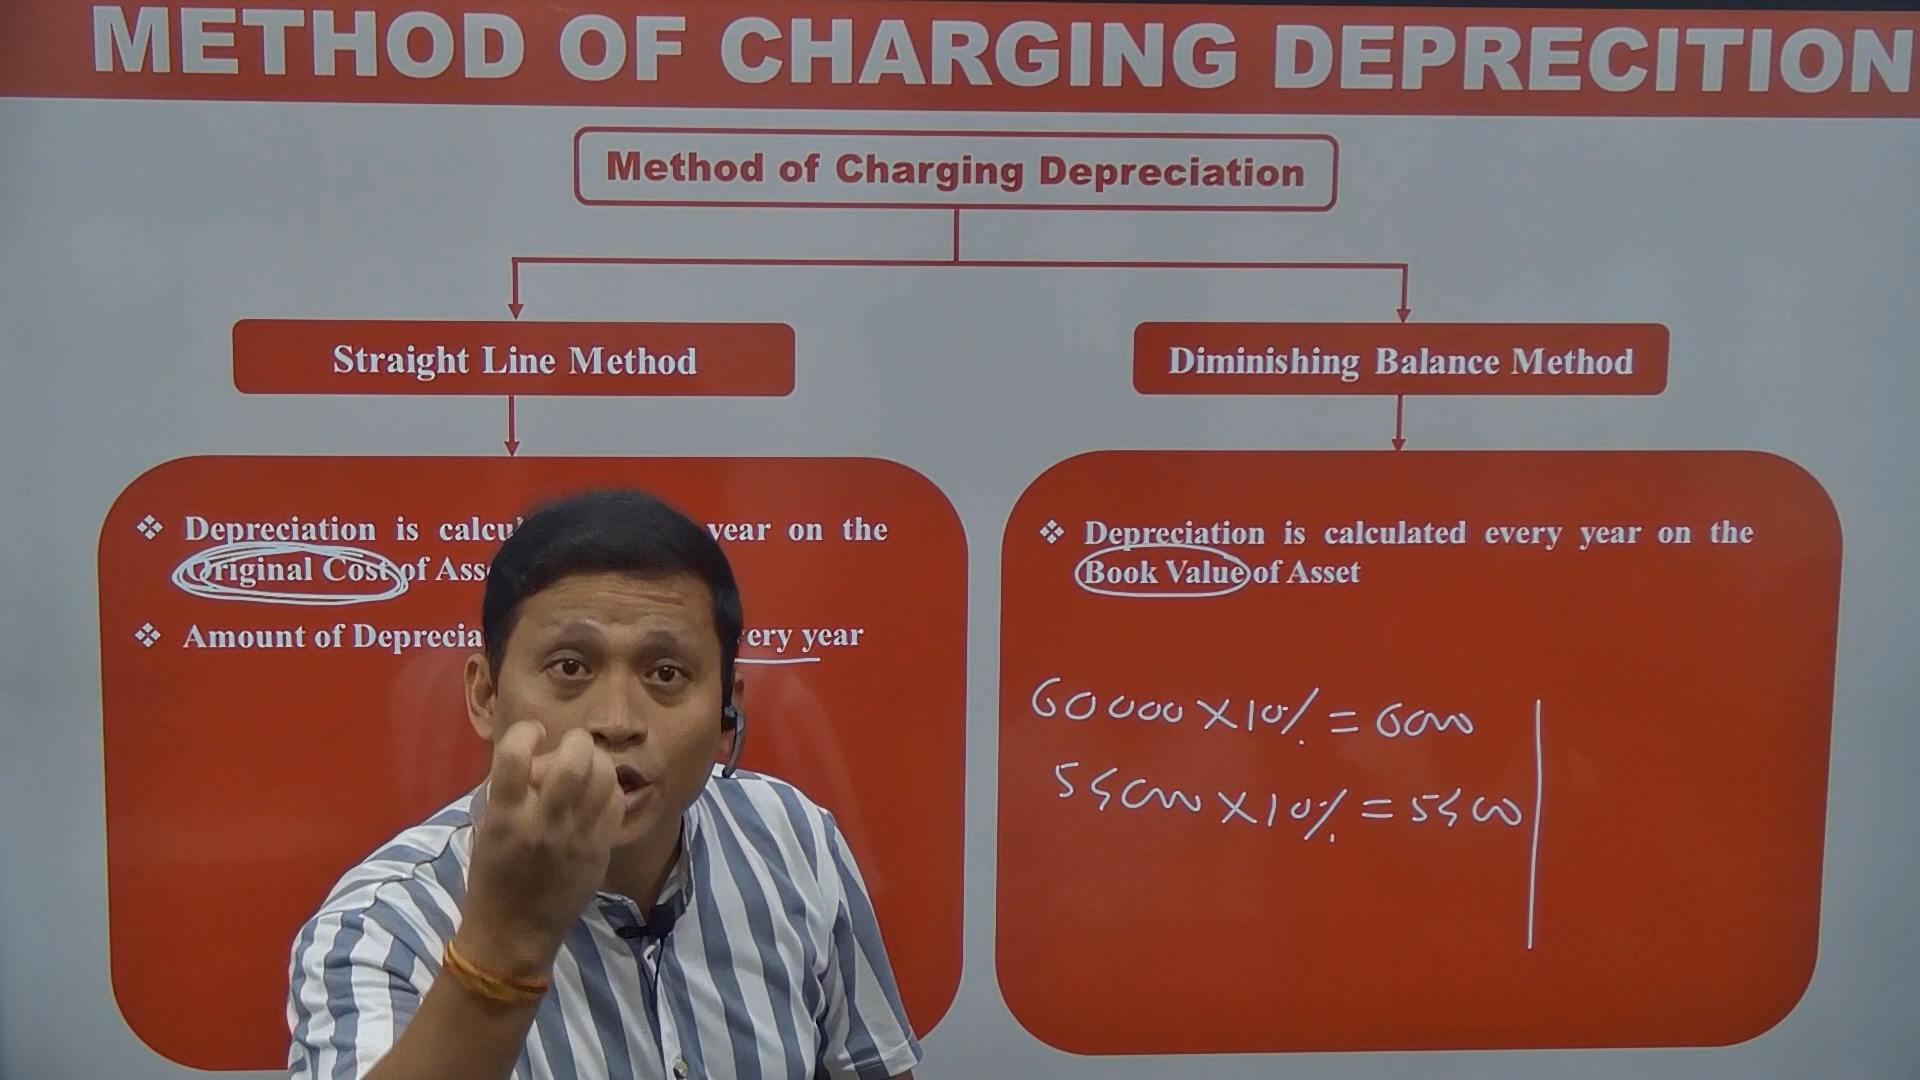 METHOD OF CHARGING DEPRECITION
Method of Charging Depreciation
Straight Line Method
Diminishing Balance Method
❖ Depreciation is calcu year on the
Original Cost of Ass
❖ Amount of Deprecia ery year
❖ Depreciation is calculated every year on the
Book Value of Asset
60000 X 10% = 6000
54000 X 10% = 5400